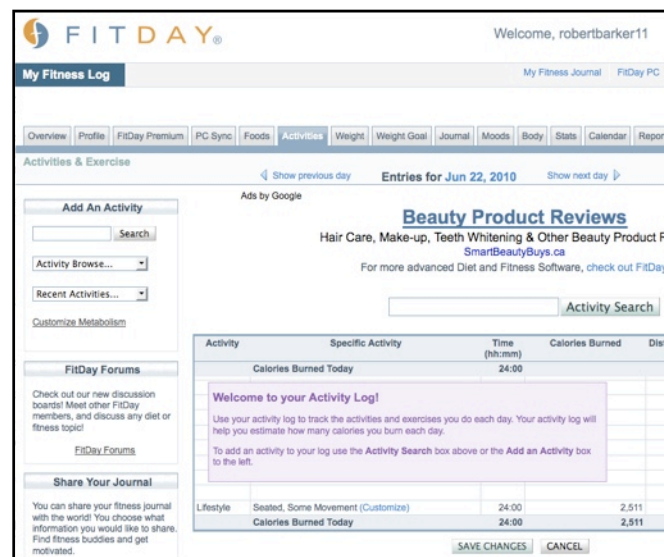 FITDAY®
Welcome, robertbarker11
My Fitness Log
My Fitness Journal FitDay PC
Overview Profile FitDay Premium PC Sync Foods Activities Weight Weight Goal Journal Moods Body Stats Calendar Repor
Activities & Exercise
Show previous day Entries for Jun 22, 2010 Show next day
Add An Activity
Search
Activity Browse...
Recent Activities...
Customize Metabolism
FitDay Forums
Check out our new discussion
boards! Meet other FitDay
members, and discuss any diet or
fitness topic!
FitDay Forums
Share Your Journal
You can share your fitness journal
with the world! You choose what
information you would like to share.
Find fitness buddies and get
motivated.
Ads by Google
Beauty Product Reviews
Hair Care, Make-up, Teeth Whitening & Other Beauty Product R
SmartBeautyBuys.ca
For more advanced Diet and Fitness Software, check out FitDay
Activity Search
Activity Specific Activity Time Calories Burned Dis
(hh:mm)
Calories Burned Today 24:00
Welcome to your Activity Log!
Use your activity log to track the activities and exercises you do each day. Your activity log will
help you estimate how many calories you burn each day.
To add an activity to your log use the Activity Search box above or the Add an Activity box
to the left.
Lifestyle Seated, Some Movement (Customize) 24:00 2,511
Calories Burned Today 24:00 2,511
SAVE CHANGES CANCEL